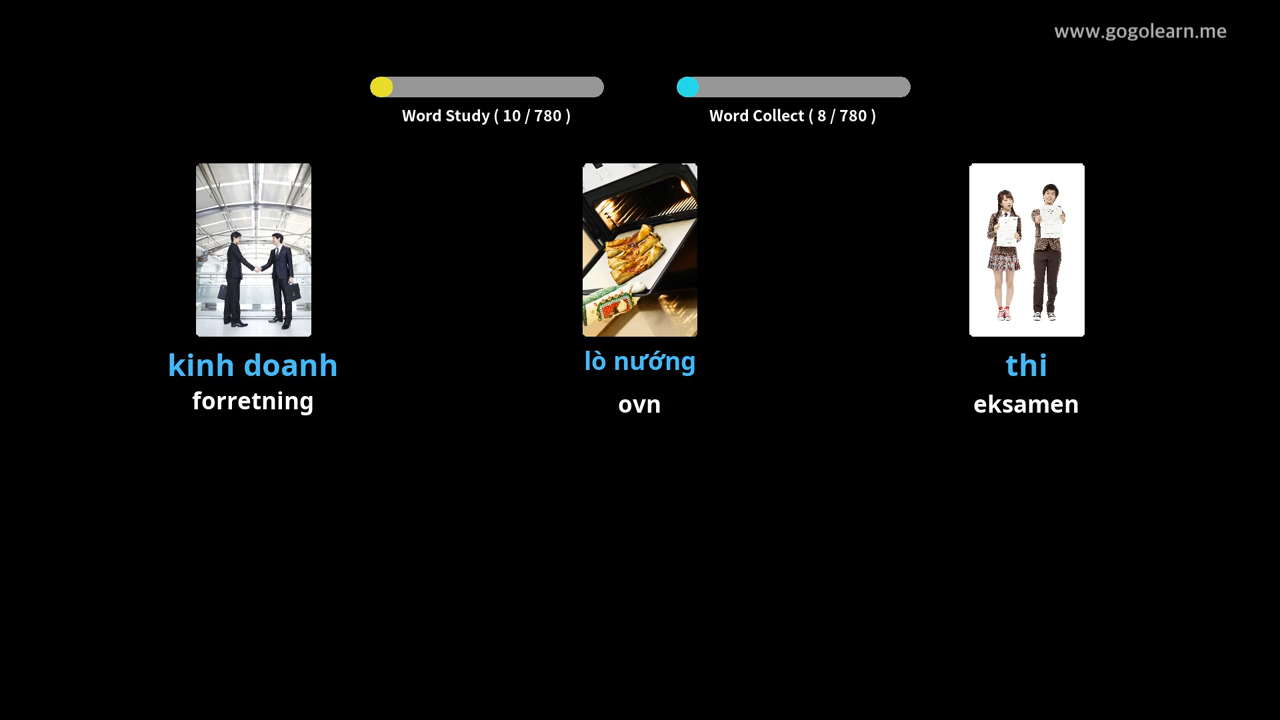 www.gogolearn.me
Word Study ( 10 / 780 )
Word Collect ( 8 / 780 )
kinh doanh
forretning
lò nướng
ovn
thi
eksamen